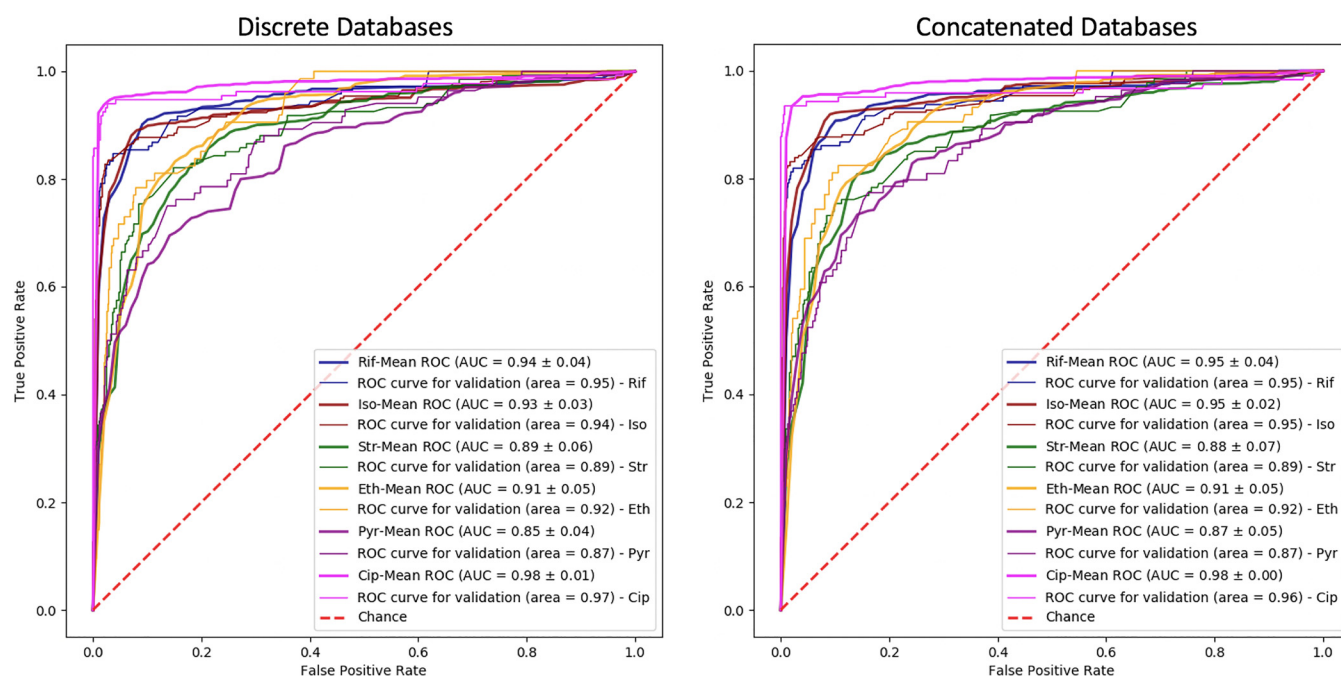 Discrete Databases
True Positive Rate
1.0
0.8
0.6
0.4
0.2
0.0
Rif-Mean ROC (AUC = 0.94 ± 0.04)
ROC curve for validation (area = 0.95) - Rif
Iso-Mean ROC (AUC = 0.93 ± 0.03)
ROC curve for validation (area = 0.94) - Iso
Str-Mean ROC (AUC = 0.89 ± 0.06)
ROC curve for validation (area = 0.89) - Str
Eth-Mean ROC (AUC = 0.91 ± 0.05)
ROC curve for validation (area = 0.92) - Eth
Pyr-Mean ROC (AUC = 0.85 ± 0.04)
ROC curve for validation (area = 0.87) - Pyr
Cip-Mean ROC (AUC = 0.98 ± 0.01)
ROC curve for validation (area = 0.97) - Cip
Chance
0.0 0.2 0.4 0.6 0.8 1.0
False Positive Rate
Concatenated Databases
True Positive Rate
1.0
0.8
0.6
0.4
0.2
0.0
Rif-Mean ROC (AUC = 0.95 ± 0.04)
ROC curve for validation (area = 0.95) - Rif
Iso-Mean ROC (AUC = 0.95 ± 0.02)
ROC curve for validation (area = 0.95) - Iso
Str-Mean ROC (AUC = 0.88 ± 0.07)
ROC curve for validation (area = 0.89) - Str
Eth-Mean ROC (AUC = 0.91 ± 0.05)
ROC curve for validation (area = 0.92) - Eth
Pyr-Mean ROC (AUC = 0.87 ± 0.05)
ROC curve for validation (area = 0.87) - Pyr
Cip-Mean ROC (AUC = 0.98 ± 0.00)
ROC curve for validation (area = 0.96) - Cip
Chance
0.0 0.2 0.4 0.6 0.8 1.0
False Positive Rate